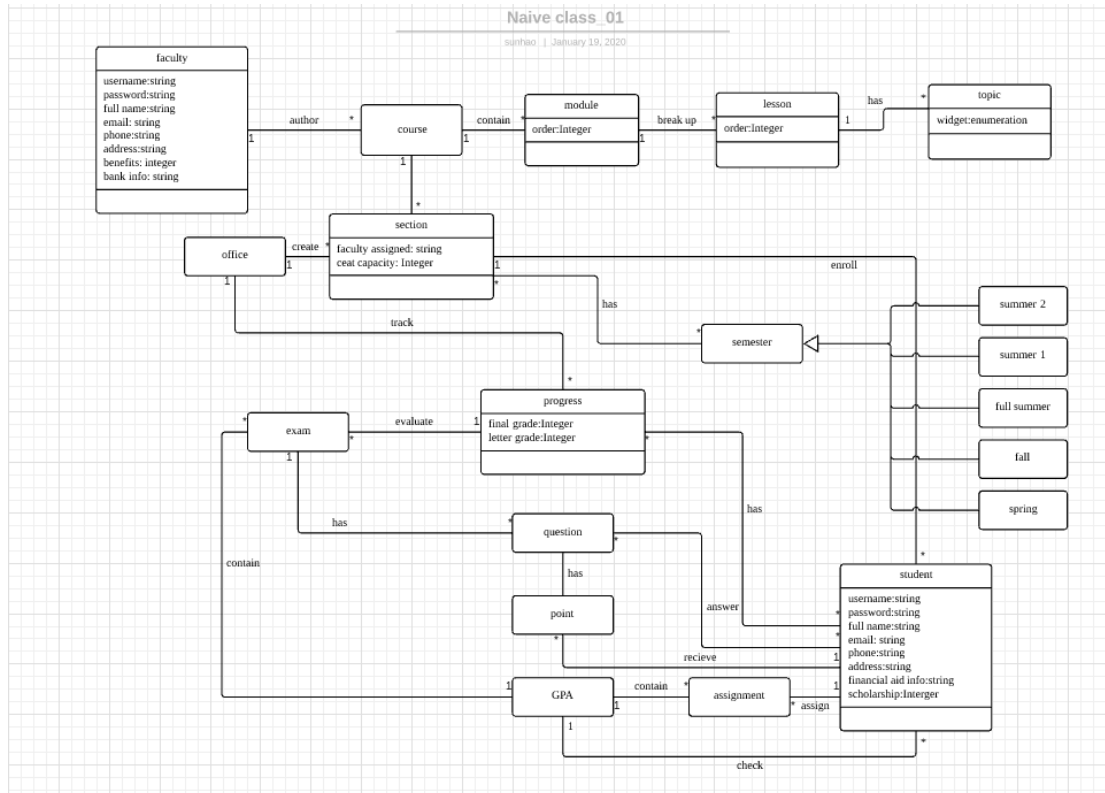 Naive class_01
sunhao | January 19, 2020
faculty
username:string
password:string
full name:string
email: string
phone:string
address:string
benefits: integer
bank info: string
1
author
*
course
1
1
contain
*
module
order:Integer
1
break up
*
lesson
order:Integer
1
has
*
topic
widget:enumeration
*
section
faculty assigned: string
ceat capacity: Integer
office
create
*
1
1
1
enroll
*
has
*
semester
summer 2
summer 1
full summer
fall
spring
track
*
progress
final grade:Integer
letter grade:Integer
*
exam
*
1
evaluate
1
*
has
*
question
*
has
point
*
contain
has
answer
recieve
*
student
username:string
password:string
full name:string
email: string
phone:string
address:string
financial aid info:string
scholarship:Interger
*
*
1
1
1
GPA
1
contain
*
assignment
*
assign
1
*
check